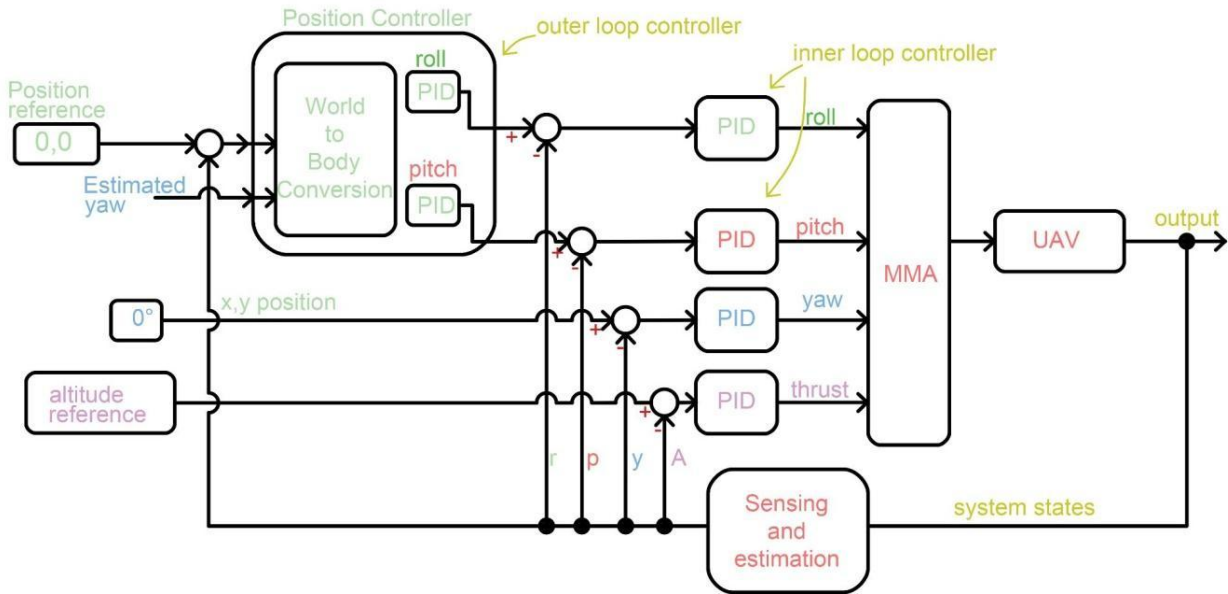 Position Controller
outer loop controller
inner loop controller
roll
Position
reference
0,0
World
to
Body
Conversion
PID
+
-
PID
roll
Estimated
yaw
pitch
PID
+
-
PID
pitch
MMA
UAV
output
0°
x,y position
+
-
PID
yaw
altitude
reference
+
-
PID
thrust
r
p
y
A
Sensing
and
estimation
system states